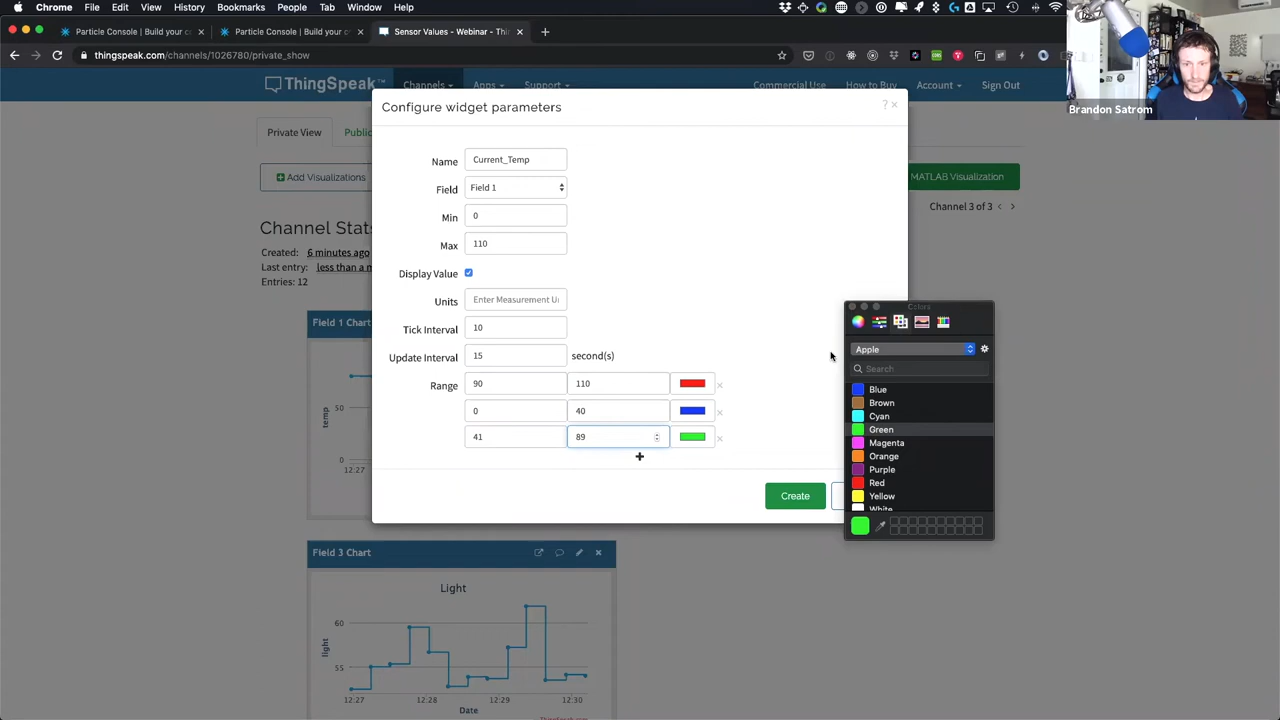 Chrome File Edit View History Bookmarks People Tab Window Help
Particle Console | Build your co
Particle Console | Build your co
Sensor Values - Webinar - Thi
thingspeak.com/channels/1026780/private_show
ThingSpeak™
Channels
Apps
Support
Commercial Use
How to Buy
Account
Sign Out
Brandon Satrom
Configure widget parameters
Private View
Public
Add Visualizations
MATLAB Visualization
Channel 3 of 3
Channel Stat
Created: 6 minutes ago
Last entry: less than a m
Entries: 12
Name Current_Temp
Field Field 1
Min 0
Max 110
Display Value
Units Enter Measurement U
Tick Interval 10
Update Interval 15 second(s)
Range 90 110
0 40
41 89
Create
Field 1 Chart
temp
50
0
12:27
Colors
Apple
Search
Blue
Brown
Cyan
Green
Magenta
Orange
Purple
Red
Yellow
White
Field 3 Chart
Light
light
60
55
12:27 12:28 12:29 12:30
Date